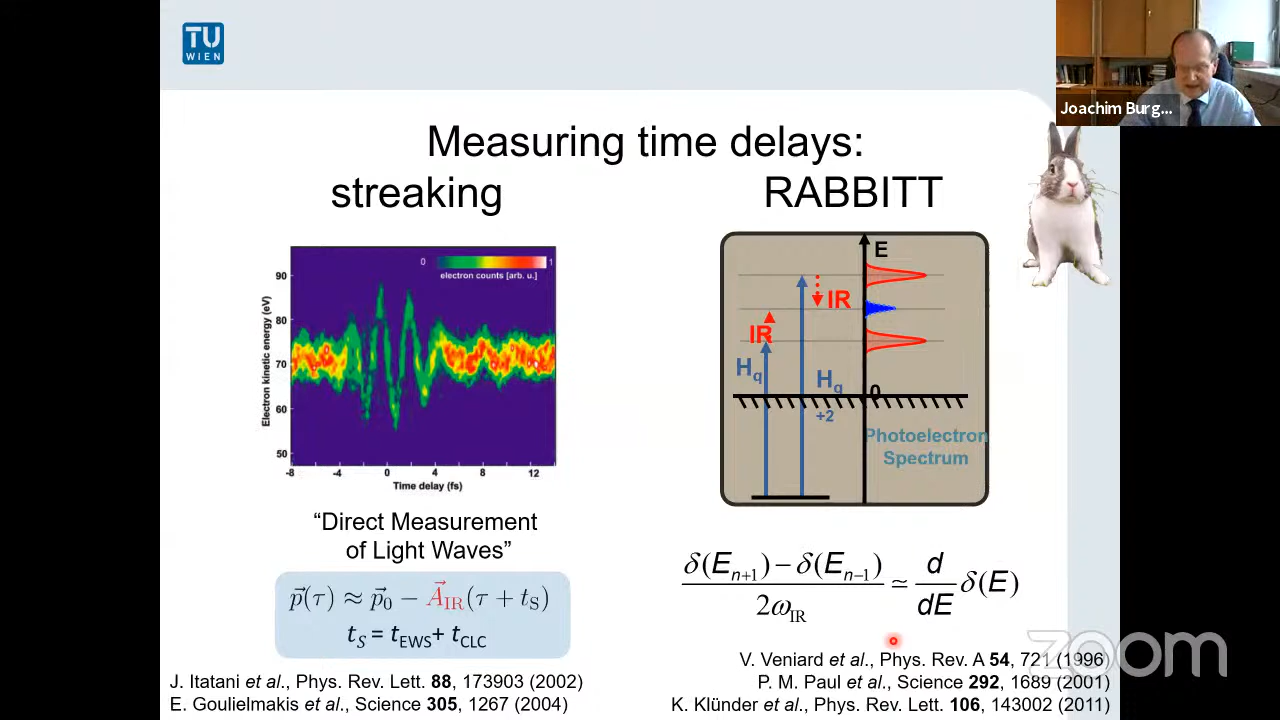 TU
WIEN
Joachim Burg...
Measuring time delays:
streaking
RABBITT
0 1
electron counts [arb. u.]
90
80
70
60
50
Electron kinetic energy (eV)
-8 -4 0 4 8 12
Time delay (fs)
E
IR
IR
Hq
Hq
+2
0
Photoelectron
Spectrum
“Direct Measurement
of Light Waves”
p⃗(τ) ≈ p⃗₀ − A⃗_IR(τ + t_S)
t_S = t_EWS + t_CLC
δ(E_{n+1}) − δ(E_{n−1}) / 2ω_IR ≃ d/dE δ(E)
J. Itatani et al., Phys. Rev. Lett. 88, 173903 (2002)
E. Goulielmakis et al., Science 305, 1267 (2004)
V. Veniard et al., Phys. Rev. A 54, 721 (1996)
P. M. Paul et al., Science 292, 1689 (2001)
K. Klünder et al., Phys. Rev. Lett. 106, 143002 (2011)
zoom